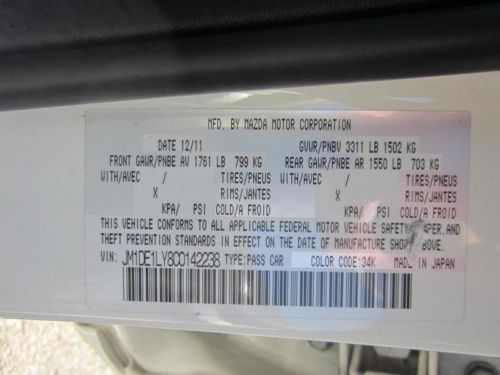 MFD. BY MAZDA MOTOR CORPORATION
DATE 12/11 GVWR/PNBV 3311 LB 1502 KG
FRONT GAWR/PNBE AV 1761 LB 799 KG REAR GAWR/PNBE AR 1550 LB 703 KG
WITH/AVEC / TIRES/PNEUS WITH/AVEC / TIRES/PNEUS
X RIMS/JANTES X RIMS/JANTES
KPA/ PSI COLD/A FROID KPA/ PSI COLD/A FROID
THIS VEHICLE CONFORMS TO ALL APPLICABLE FEDERAL MOTOR VEHICLE SAFETY, BUMPER, AND
THEFT PREVENTION STANDARDS IN EFFECT ON THE DATE OF MANUFACTURE SHOWN ABOVE.
VIN: JM1DE1LY8C0142238 TYPE: PASS CAR COLOR CODE: 34K MADE IN JAPAN